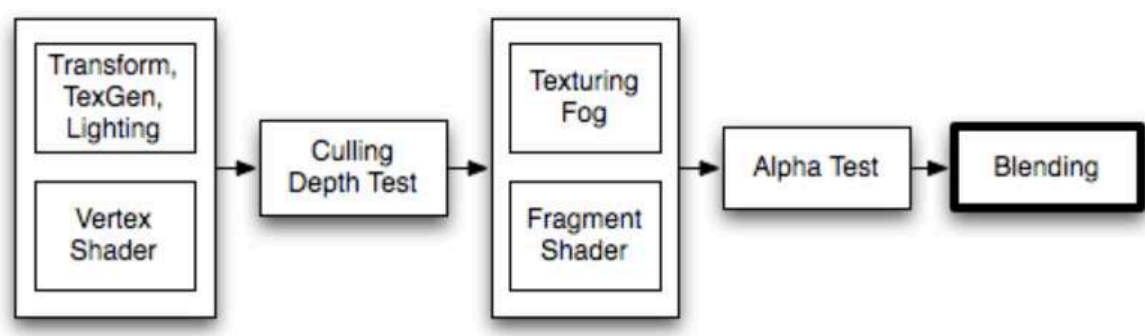 Transform,
TexGen,
Lighting
Vertex
Shader
Culling
Depth Test
Texturing
Fog
Fragment
Shader
Alpha Test
Blending